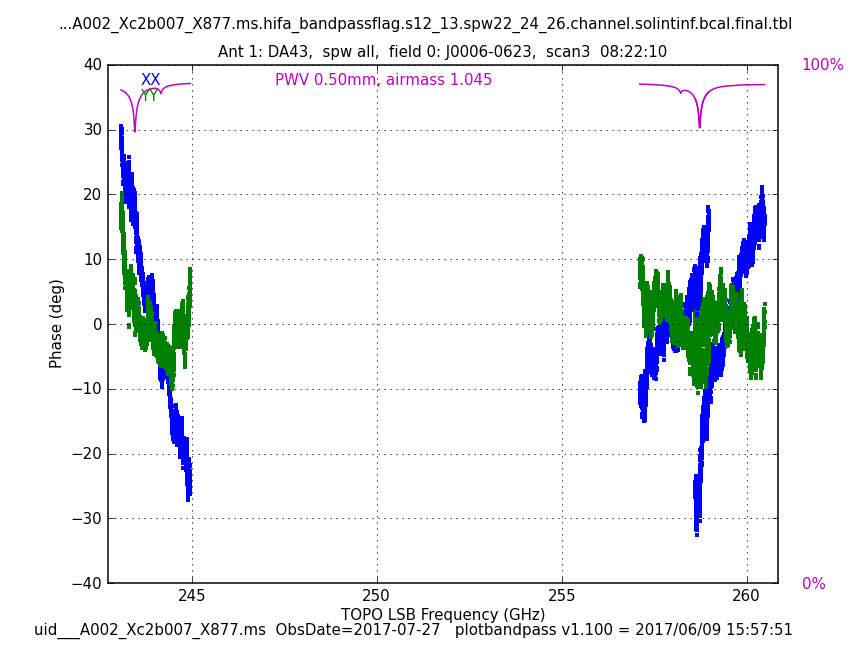 ...A002_Xc2b007_X877.ms.hifa_bandpassflag.s12_13.spw22_24_26.channel.solintinf.bcal.final.tbl
Ant 1: DA43,  spw all,  field 0: J0006-0623,  scan3  08:22:10
40 100%
XX PWV 0.50mm, airmass 1.045
YY
30
20
10
0
−10
−20
−30
−40 0%
Phase (deg)
245 250 255 260
TOPO LSB Frequency (GHz)
uid___A002_Xc2b007_X877.ms  ObsDate=2017-07-27   plotbandpass v1.100 = 2017/06/09 15:57:51